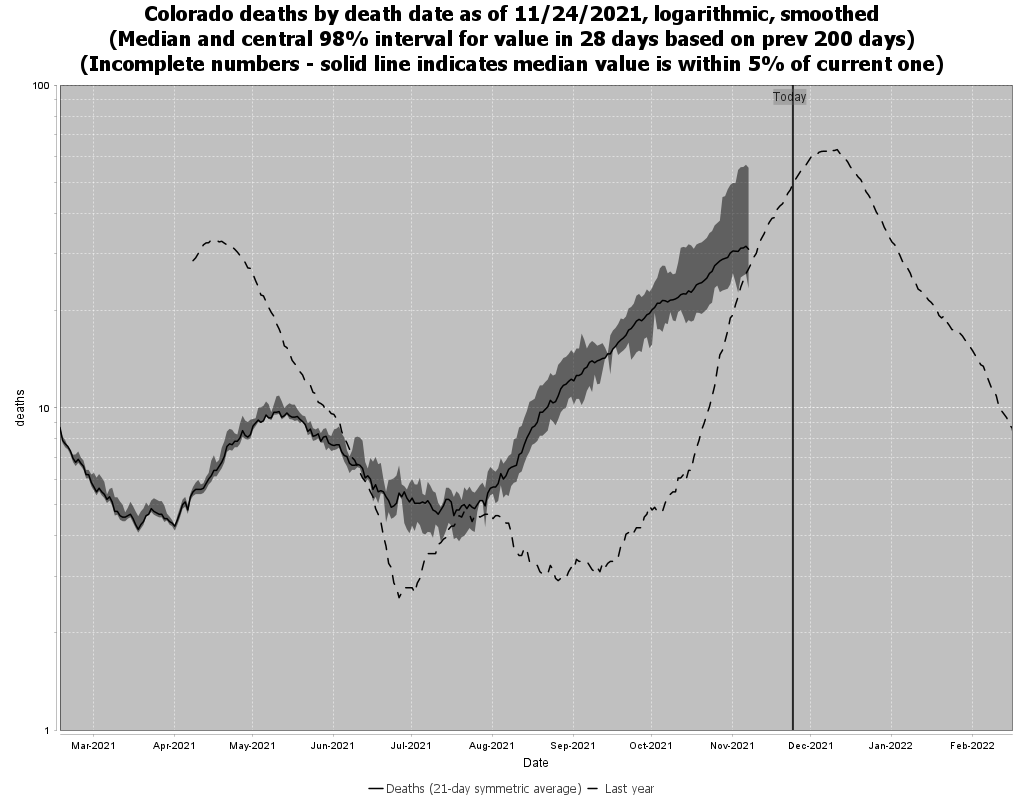 Colorado deaths by death date as of 11/24/2021, logarithmic, smoothed
(Median and central 98% interval for value in 28 days based on prev 200 days)
(Incomplete numbers - solid line indicates median value is within 5% of current one)
100
Today
deaths
10
1
Mar-2021 Apr-2021 May-2021 Jun-2021 Jul-2021 Aug-2021 Sep-2021 Oct-2021 Nov-2021 Dec-2021 Jan-2022 Feb-2022
Date
Deaths (21-day symmetric average) Last year